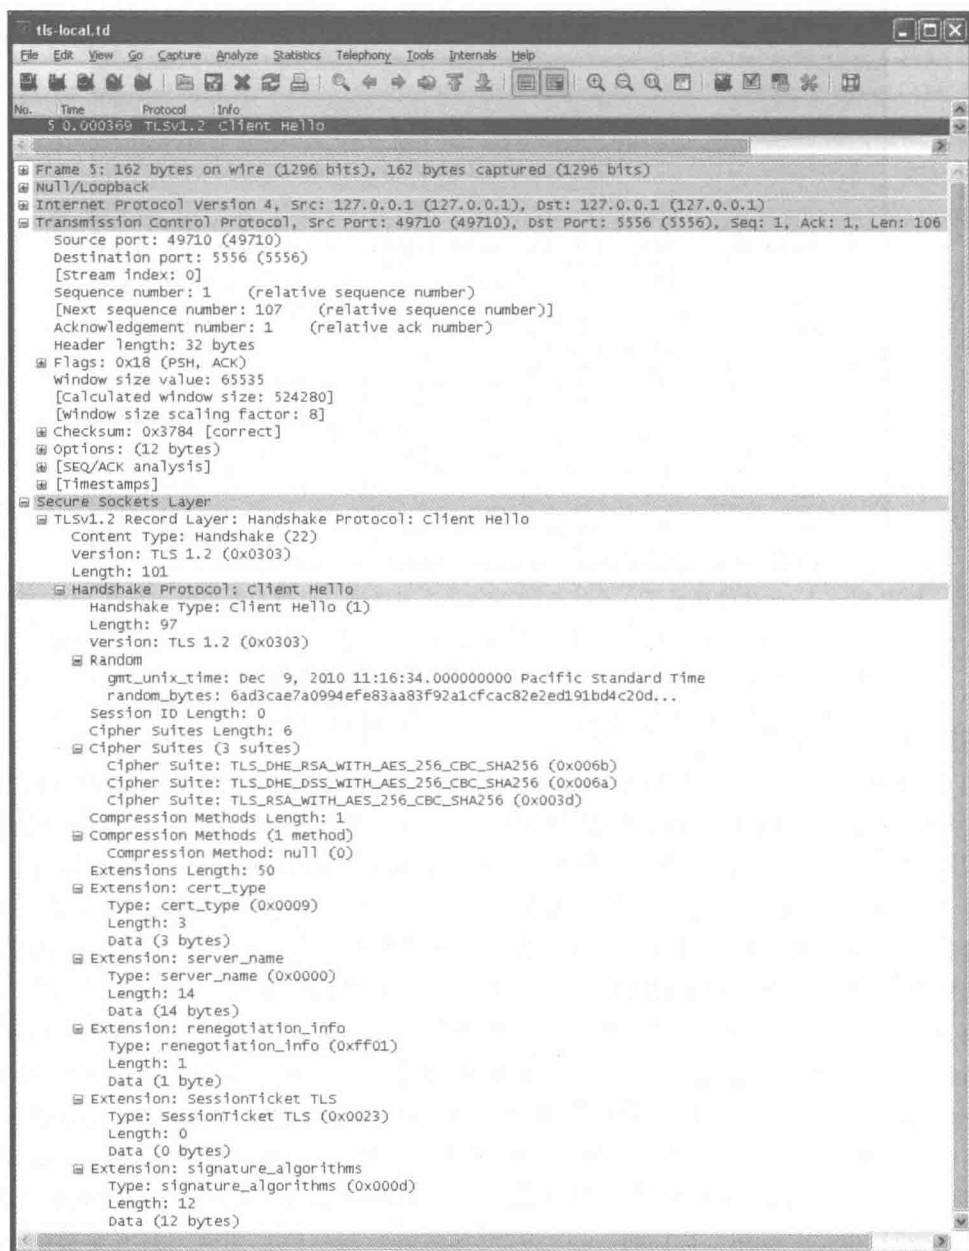 tls-local.td
File Edit View Go Capture Analyze Statistics Telephony Tools Internals Help
No. Time Protocol Info
5 0.000369 TLSv1.2 Client Hello
Frame 5: 162 bytes on wire (1296 bits), 162 bytes captured (1296 bits)
Null/Loopback
Internet Protocol Version 4, Src: 127.0.0.1 (127.0.0.1), Dst: 127.0.0.1 (127.0.0.1)
Transmission Control Protocol, Src Port: 49710 (49710), Dst Port: 5556 (5556), Seq: 1, Ack: 1, Len: 106
Source port: 49710 (49710)
Destination port: 5556 (5556)
[Stream index: 0]
Sequence number: 1 (relative sequence number)
[Next sequence number: 107 (relative sequence number)]
Acknowledgement number: 1 (relative ack number)
Header length: 32 bytes
Flags: 0x18 (PSH, ACK)
Window size value: 65535
[Calculated window size: 524280]
[Window size scaling factor: 8]
Checksum: 0x3784 [correct]
Options: (12 bytes)
[SEQ/ACK analysis]
[Timestamps]
Secure Sockets Layer
TLSv1.2 Record Layer: Handshake Protocol: Client Hello
Content Type: Handshake (22)
Version: TLS 1.2 (0x0303)
Length: 101
Handshake Protocol: Client Hello
Handshake Type: Client Hello (1)
Length: 97
Version: TLS 1.2 (0x0303)
Random
gmt_unix_time: Dec 9, 2010 11:16:34.000000000 Pacific Standard Time
random_bytes: 6ad3cae7a0994efe83aa83f92a1cfcac82e2ed191bd4c20d...
Session ID Length: 0
Cipher Suites Length: 6
Cipher Suites (3 suites)
Cipher Suite: TLS_DHE_RSA_WITH_AES_256_CBC_SHA256 (0x006b)
Cipher Suite: TLS_DHE_DSS_WITH_AES_256_CBC_SHA256 (0x006a)
Cipher Suite: TLS_RSA_WITH_AES_256_CBC_SHA256 (0x003d)
Compression Methods Length: 1
Compression Methods (1 method)
Compression Method: null (0)
Extensions Length: 50
Extension: cert_type
Type: cert_type (0x0009)
Length: 3
Data (3 bytes)
Extension: server_name
Type: server_name (0x0000)
Length: 14
Data (14 bytes)
Extension: renegotiation_info
Type: renegotiation_info (0xff01)
Length: 1
Data (1 byte)
Extension: SessionTicket TLS
Type: SessionTicket TLS (0x0023)
Length: 0
Data (0 bytes)
Extension: signature_algorithms
Type: signature_algorithms (0x000d)
Length: 12
Data (12 bytes)